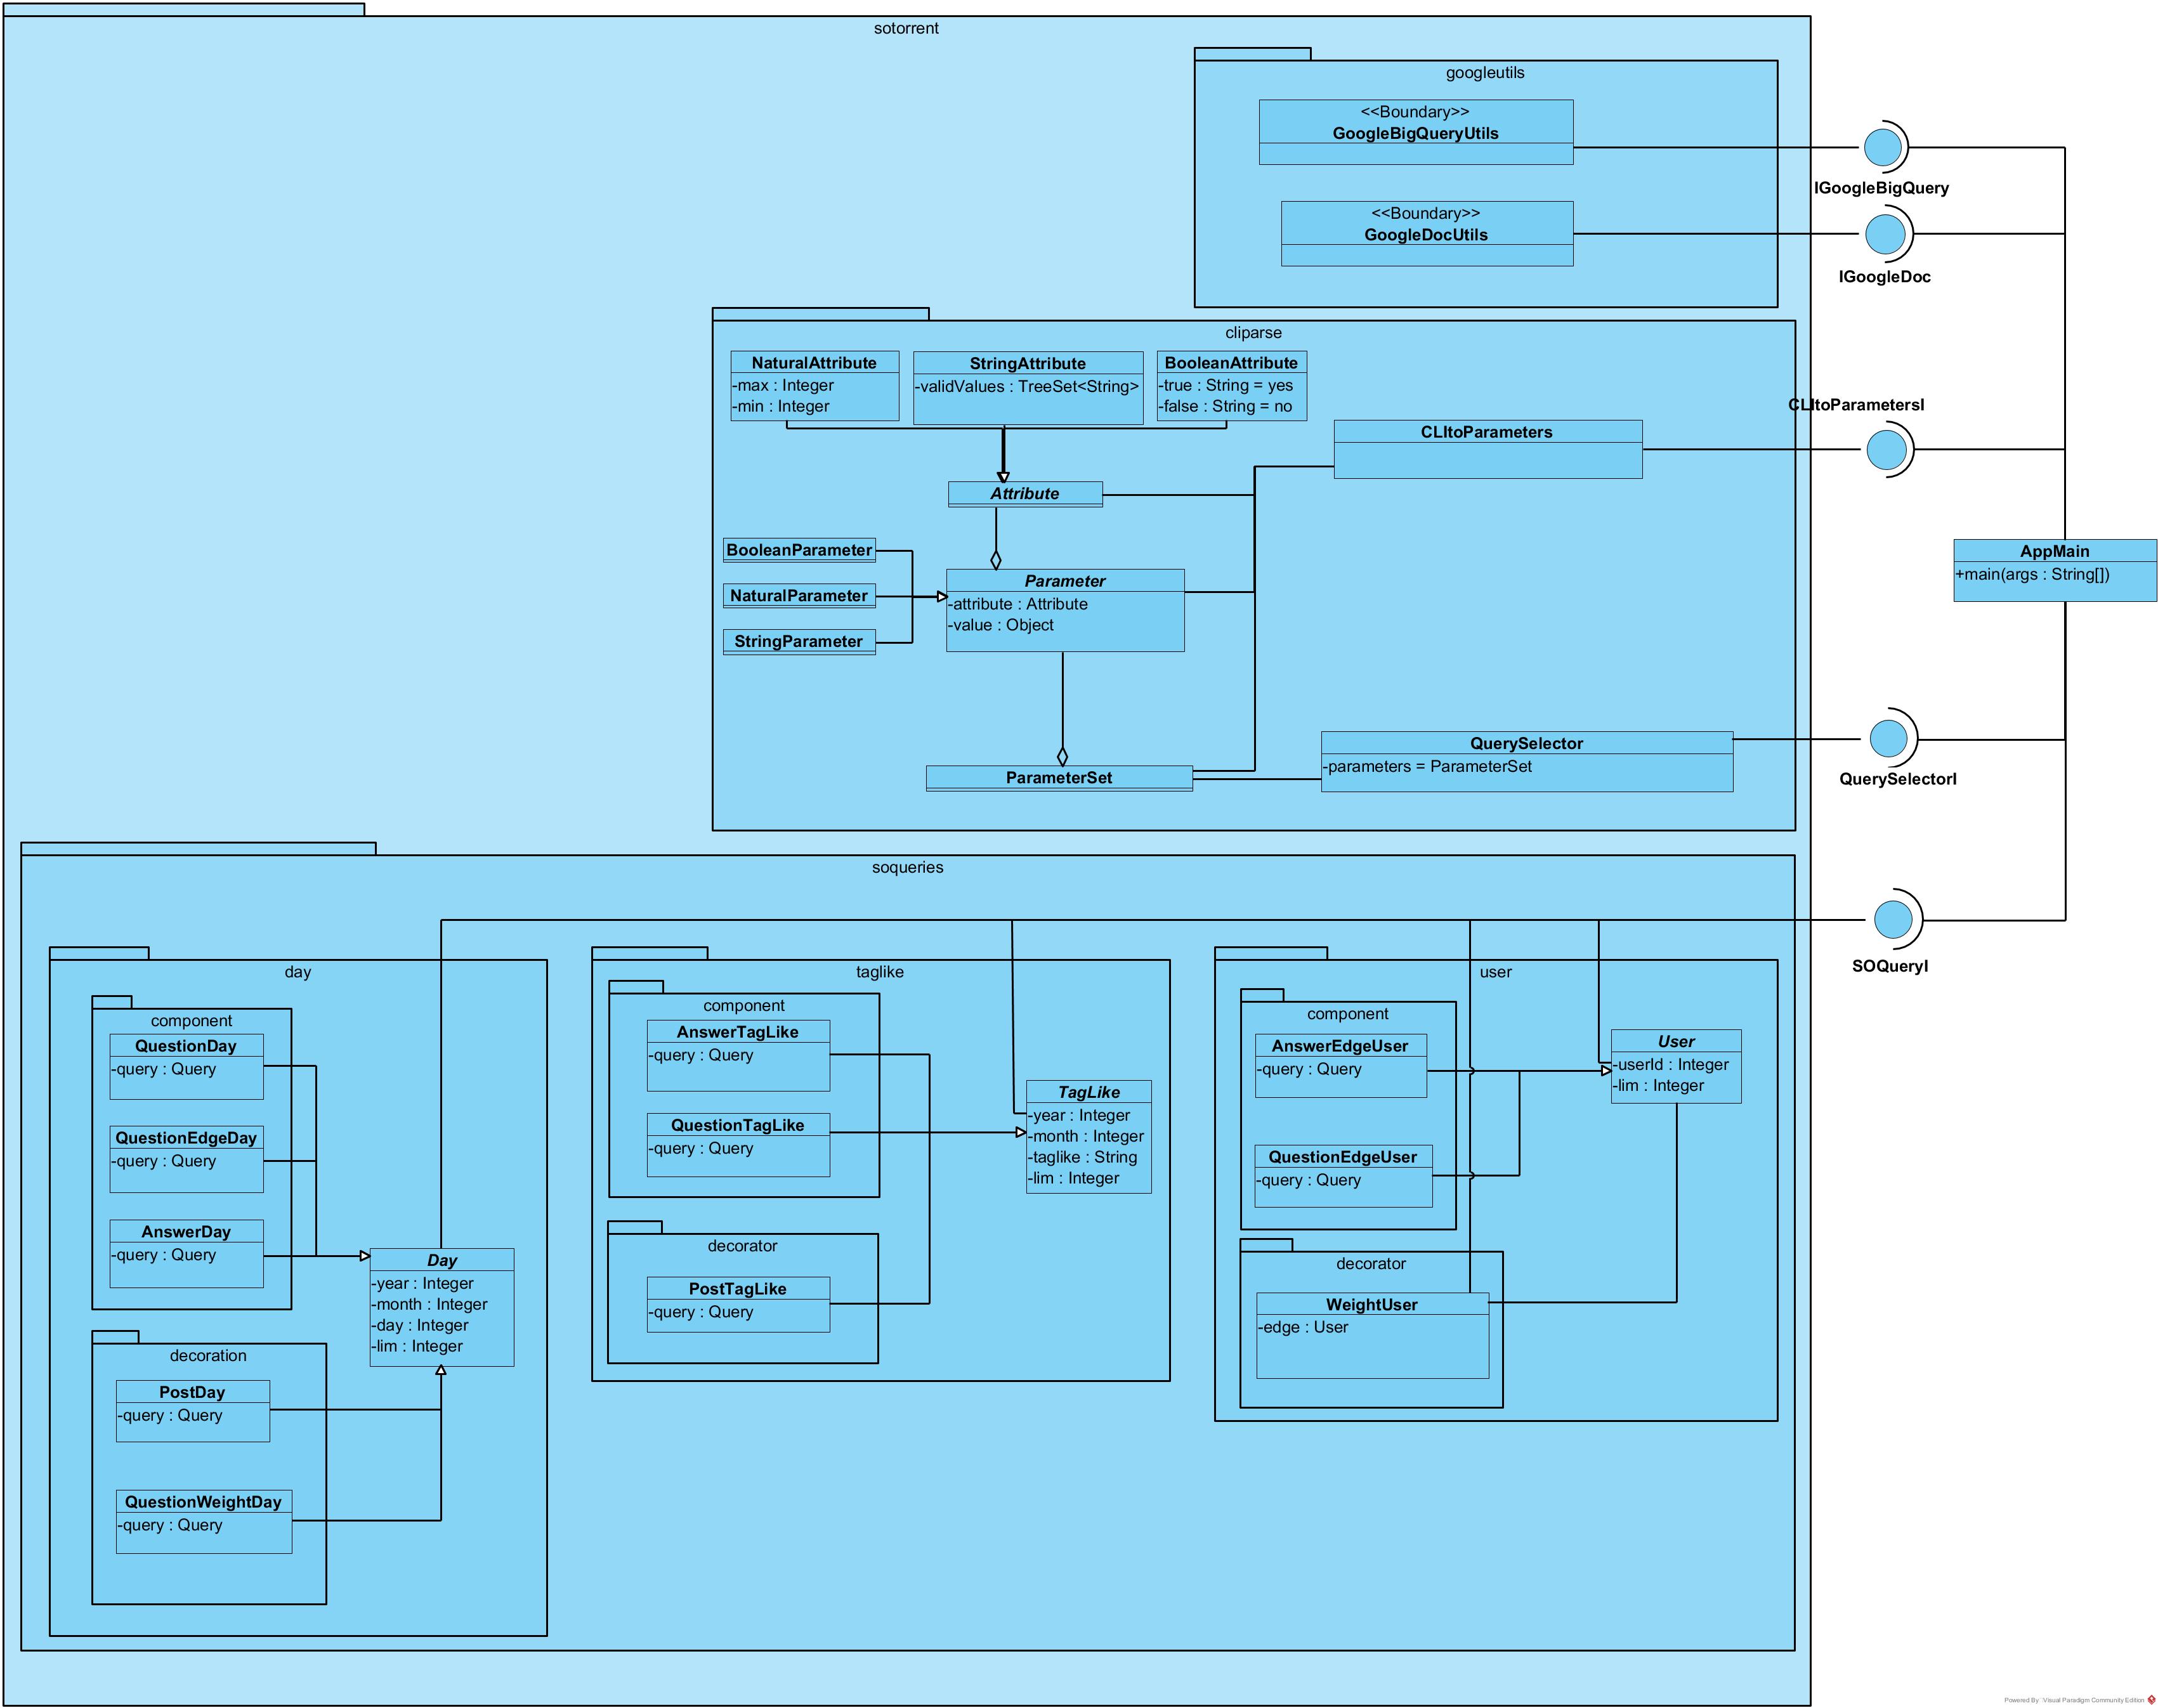 sotorrent
googleutils
<<Boundary>>
GoogleBigQueryUtils
<<Boundary>>
GoogleDocUtils
IGoogleBigQuery
IGoogleDoc
cliparse
NaturalAttribute
-max : Integer
-min : Integer
StringAttribute
-validValues : TreeSet<String>
BooleanAttribute
-true : String = yes
-false : String = no
CLItoParameters
CLItoParametersI
Attribute
BooleanParameter
NaturalParameter
StringParameter
Parameter
-attribute : Attribute
-value : Object
AppMain
+main(args : String[])
ParameterSet
QuerySelector
-parameters = ParameterSet
QuerySelectorI
soqueries
SOQueryI
day
component
QuestionDay
-query : Query
QuestionEdgeDay
-query : Query
AnswerDay
-query : Query
Day
-year : Integer
-month : Integer
-day : Integer
-lim : Integer
decoration
PostDay
-query : Query
QuestionWeightDay
-query : Query
taglike
component
AnswerTagLike
-query : Query
QuestionTagLike
-query : Query
TagLike
-year : Integer
-month : Integer
-taglike : String
-lim : Integer
decorator
PostTagLike
-query : Query
user
component
AnswerEdgeUser
-query : Query
QuestionEdgeUser
-query : Query
User
-userId : Integer
-lim : Integer
decorator
WeightUser
-edge : User
Powered By : Visual Paradigm Community Edition